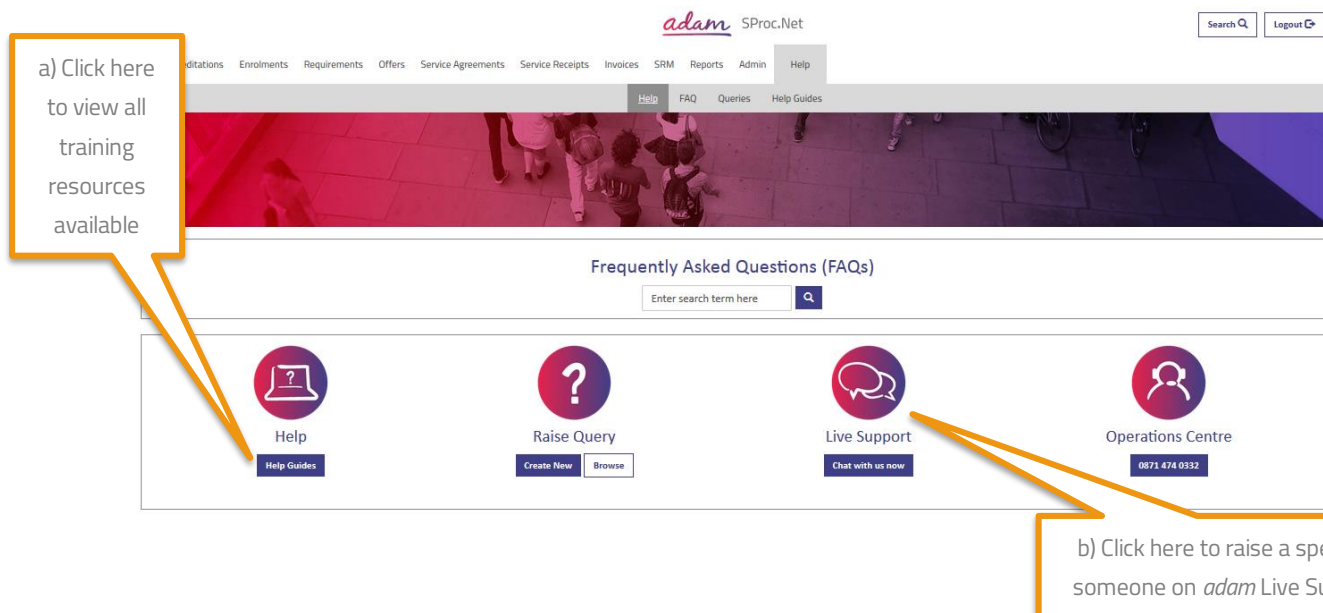 adam SProc.Net
Search
Logout
a) Click here
to view all
training
resources
available
Enrolments Requirements Offers Service Agreements Service Receipts Invoices SRM Reports Admin Help
Help FAQ Queries Help Guides
Frequently Asked Questions (FAQs)
Enter search term here
?
?
Help
Raise Query
Live Support
Operations Centre
Help Guides
Create New Browse
Chat with us now
0871 474 0332
b) Click here to raise a
someone on adam Live